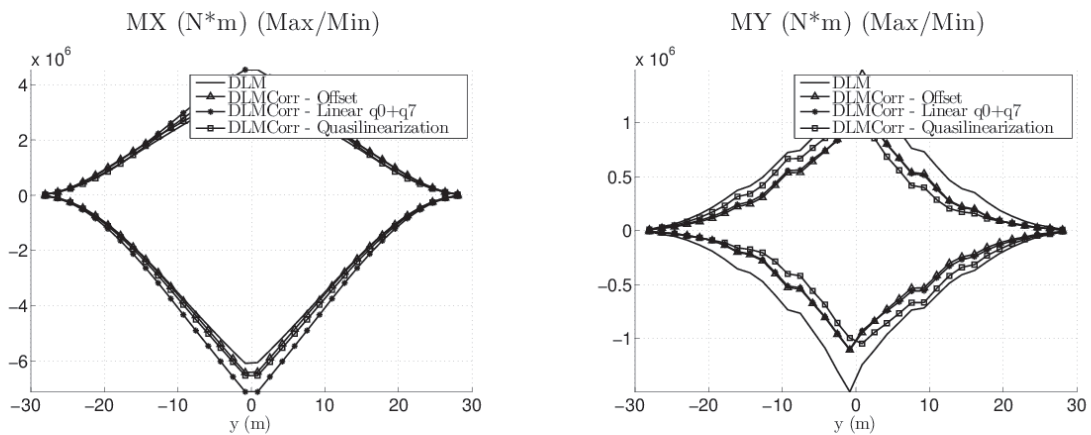 MX (N*m) (Max/Min)
x 10^6
4
2
0
−2
−4
−6
−30 −20 −10 0 10 20 30
y (m)
DLM
DLMCorr - Offset
DLMCorr - Linear q0+q7
DLMCorr - Quasilinearization
MY (N*m) (Max/Min)
x 10^6
1
0.5
0
−0.5
−1
−30 −20 −10 0 10 20 30
y (m)
DLM
DLMCorr - Offset
DLMCorr - Linear q0+q7
DLMCorr - Quasilinearization